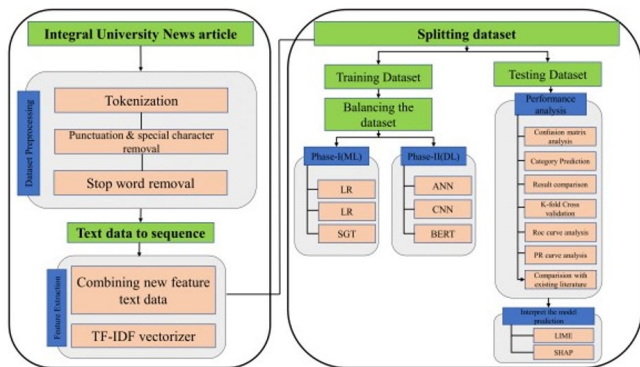 Integral University News article
Dataset Preprocessing
Tokenization
Punctuation & special character
removal
Stop word removal
Text data to sequence
Feature Extraction
Combining new feature
text data
TF-IDF vectorizer
Splitting dataset
Training Dataset
Balancing the
dataset
Phase-I(ML)
LR
LR
SGT
Phase-II(DL)
ANN
CNN
BERT
Testing Dataset
Performance
analysis
Confusion matrix
analysis
Category Prediction
Result comparison
K-fold Cross
validation
Roc curve analysis
PR curve analysis
Comparision with
existing literature
Interpret the model
prediction
LIME
SHAP